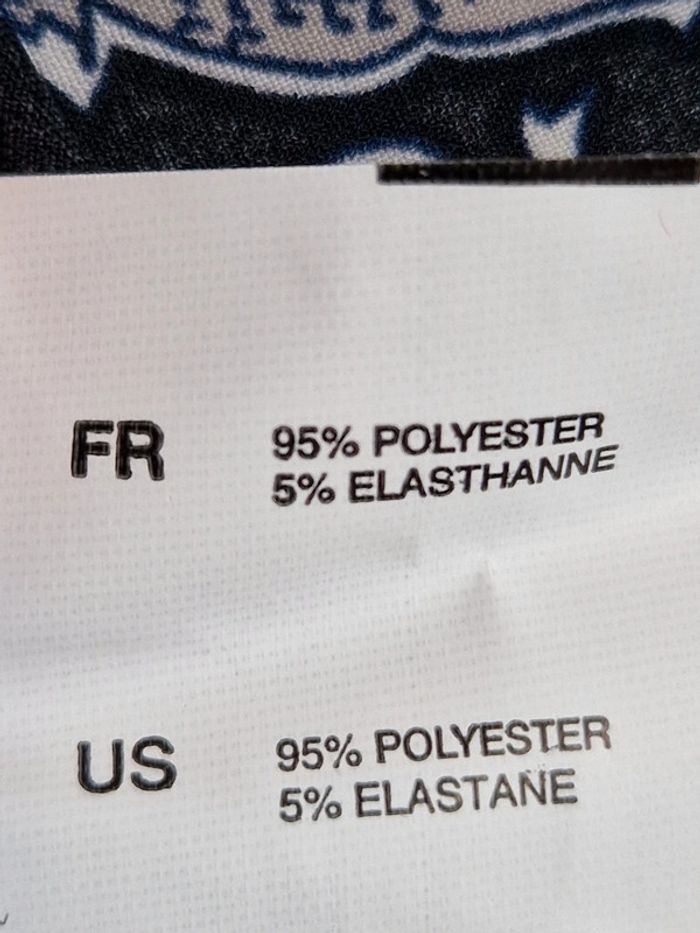 FR 95% POLYESTER
5% ELASTHANNE
US 95% POLYESTER
5% ELASTANE